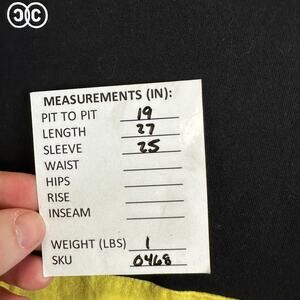 MEASUREMENTS (IN):
PIT TO PIT 19
LENGTH 27
SLEEVE 25
WAIST
HIPS
RISE
INSEAM
WEIGHT (LBS) 1
SKU 0468